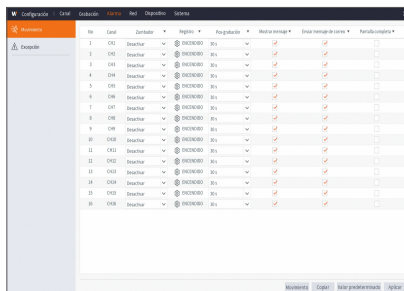 W Configuración Canal Grabación Alarma Red Dispositivo Sistema
Movimiento
Excepción
No Canal Zumbador Registro Pos-grabación Mostrar mensaje Enviar mensaje de correo Pantalla completa
1 CH1 Desactivar ENCENDIDO 30 s
2 CH2 Desactivar ENCENDIDO 30 s
3 CH3 Desactivar ENCENDIDO 30 s
4 CH4 Desactivar ENCENDIDO 30 s
5 CH5 Desactivar ENCENDIDO 30 s
6 CH6 Desactivar ENCENDIDO 30 s
7 CH7 Desactivar ENCENDIDO 30 s
8 CH8 Desactivar ENCENDIDO 30 s
9 CH9 Desactivar ENCENDIDO 30 s
10 CH10 Desactivar ENCENDIDO 30 s
11 CH11 Desactivar ENCENDIDO 30 s
12 CH12 Desactivar ENCENDIDO 30 s
13 CH13 Desactivar ENCENDIDO 30 s
14 CH14 Desactivar ENCENDIDO 30 s
15 CH15 Desactivar ENCENDIDO 30 s
16 CH16 Desactivar ENCENDIDO 30 s
Movimiento Copiar Valor predeterminado Aplicar